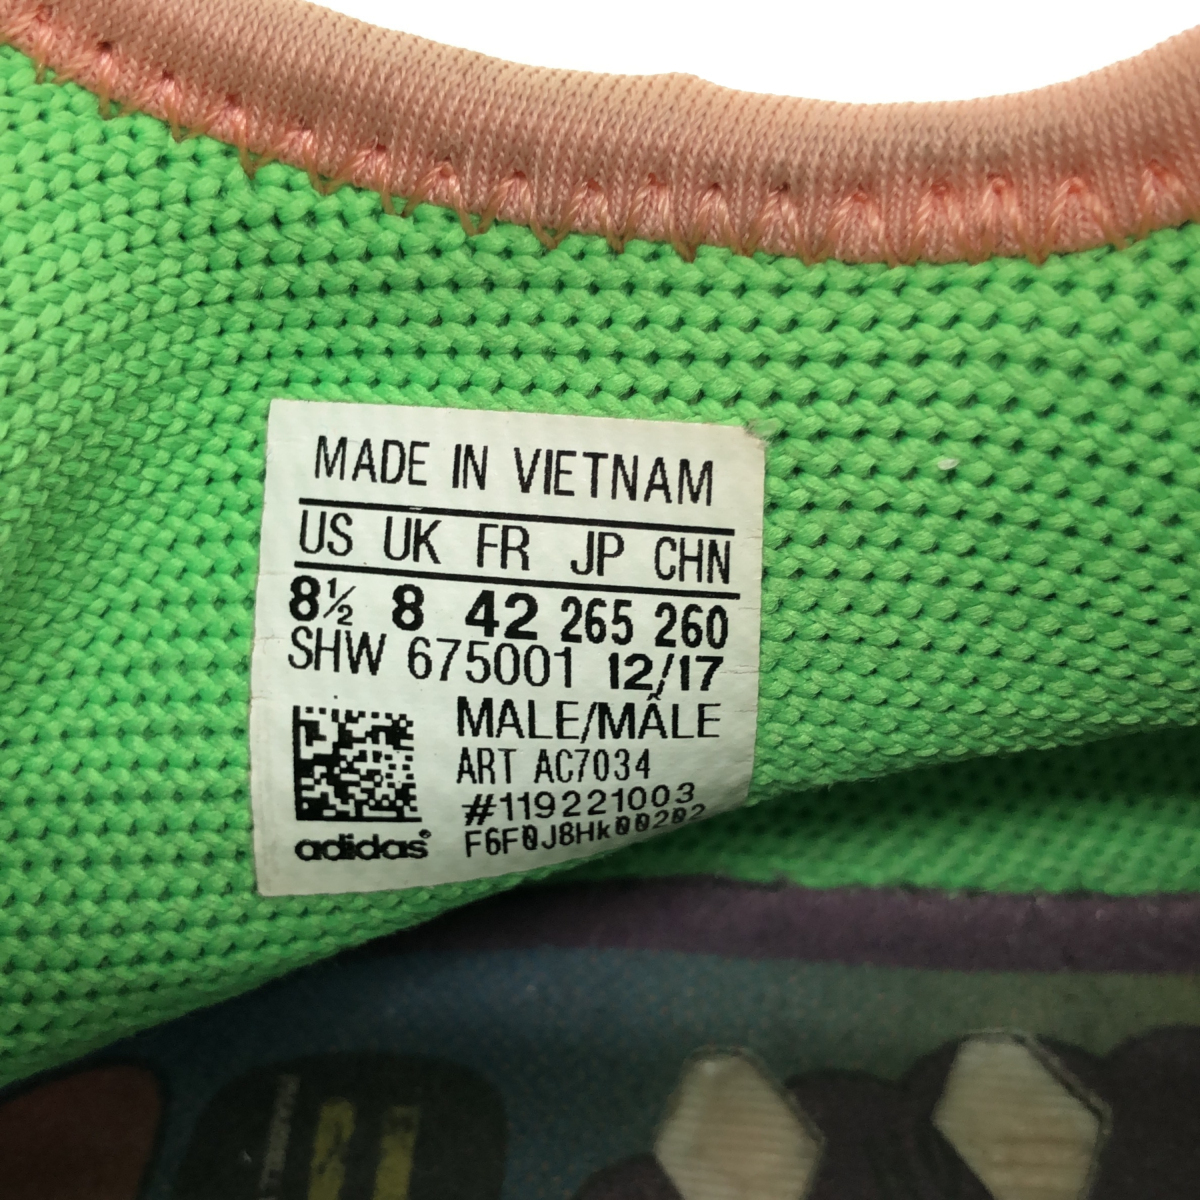 MADE IN VIETNAM
US UK FR JP CHN
8½ 8 42 265 260
SHW 675001 12/17
MALE/MÂLE
ART AC7034
#119221003
F6F0J8Hk00202
adidas®